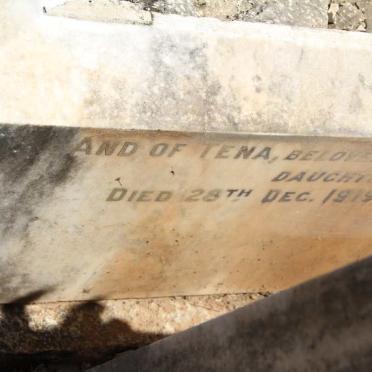 AND OF TENA, BELOVE
DAUGHT
DIED 28TH DEC. 1919